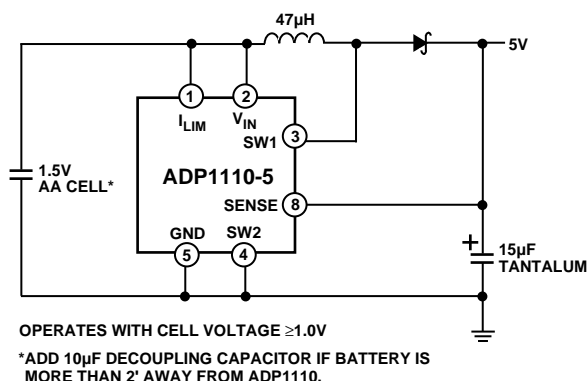 47µH
5V
1
2
I_LIM
V_IN
3
SW1
1.5V
AA CELL*
ADP1110-5
SENSE
8
GND
SW2
5
4
+
15µF
TANTALUM
OPERATES WITH CELL VOLTAGE ≥1.0V
*ADD 10µF DECOUPLING CAPACITOR IF BATTERY IS
MORE THAN 2' AWAY FROM ADP1110.